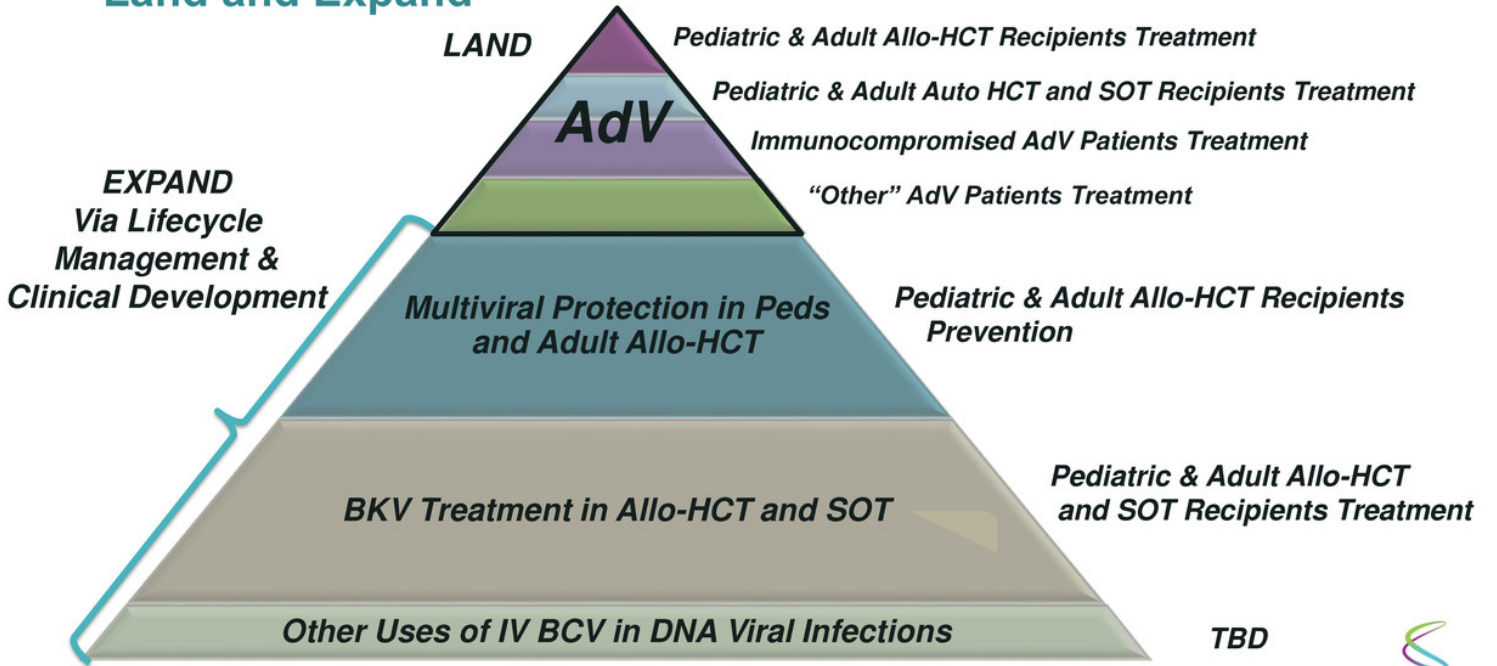 Land and Expand
LAND
Pediatric & Adult Allo-HCT Recipients Treatment
Pediatric & Adult Auto HCT and SOT Recipients Treatment
AdV
Immunocompromised AdV Patients Treatment
“Other” AdV Patients Treatment
EXPAND
Via Lifecycle
Management &
Clinical Development
Multiviral Protection in Peds
and Adult Allo-HCT
Pediatric & Adult Allo-HCT Recipients
Prevention
BKV Treatment in Allo-HCT and SOT
Pediatric & Adult Allo-HCT
and SOT Recipients Treatment
Other Uses of IV BCV in DNA Viral Infections
TBD